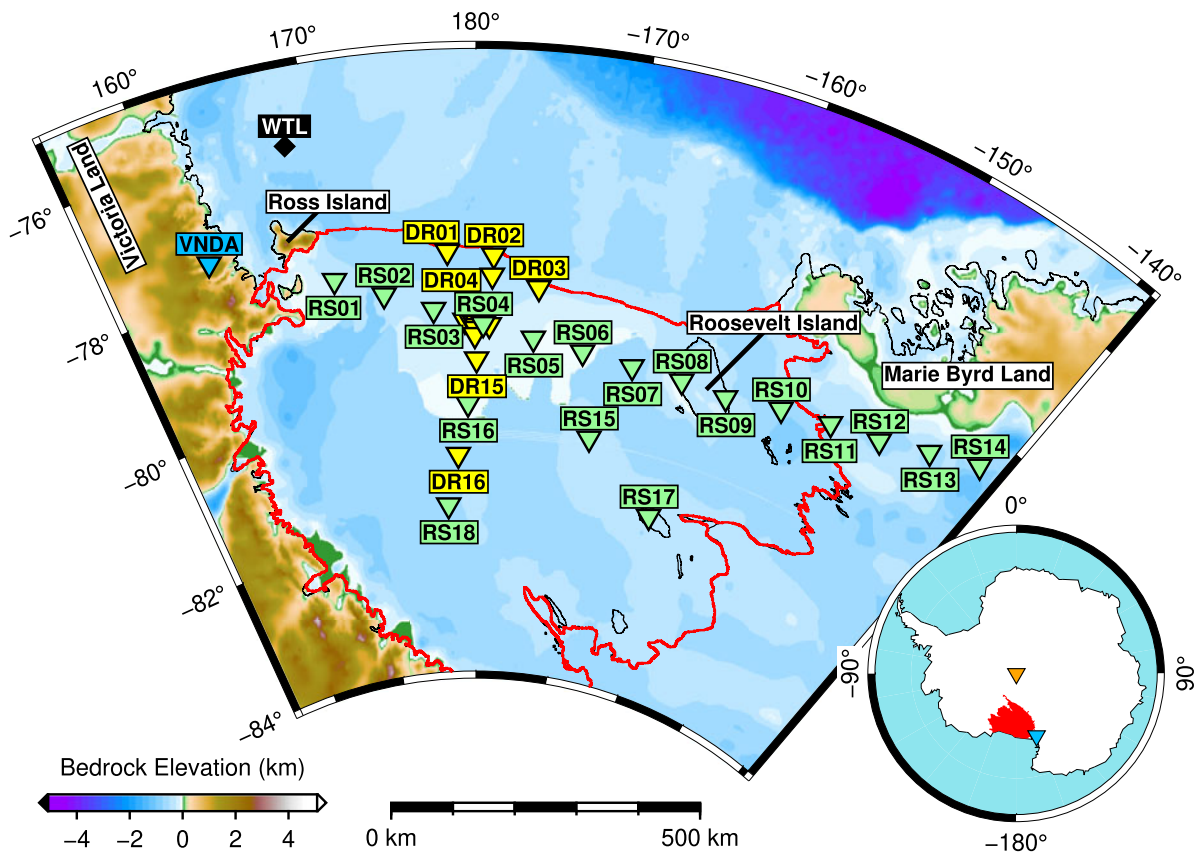 180°
170°
−170°
160°
−160°
−150°
−140°
WTL
Victoria Land
−76°
Ross Island
VNDA
DR01
DR02
DR03
DR04
RS01
RS02
RS03
RS04
RS05
RS06
Roosevelt Island
RS07
RS08
Marie Byrd Land
−78°
DR15
RS09
RS10
RS15
RS16
RS11
RS12
RS13
RS14
−80°
DR16
RS17
RS18
−82°
−84°
0°
−90°
90°
−180°
Bedrock Elevation (km)
−4 −2 0 2 4
0 km 500 km